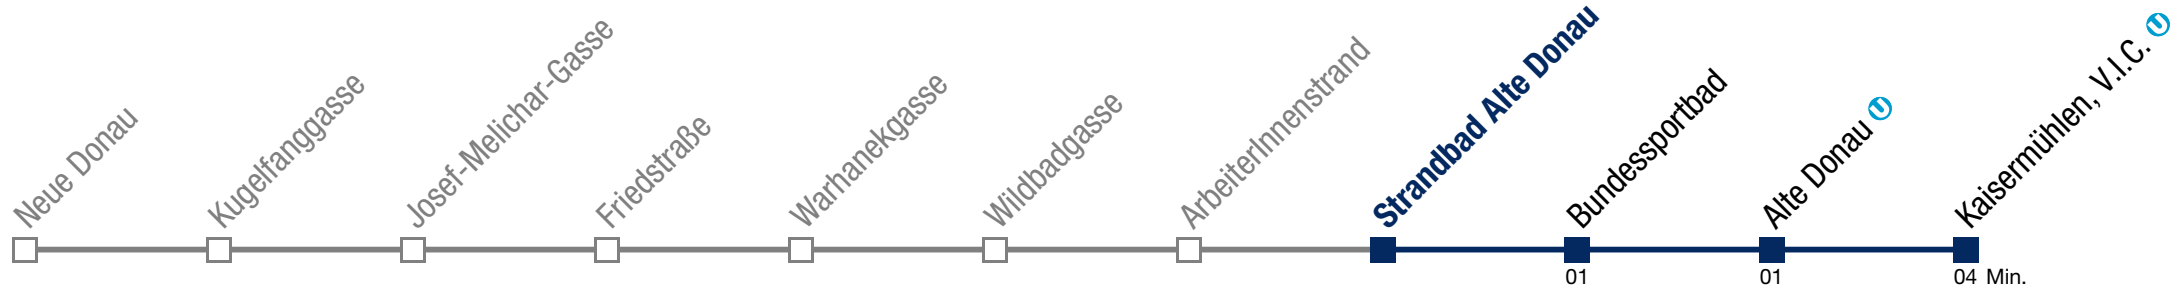 Neue Donau
Kugelfanggasse
Josef-Melichar-Gasse
Friedstraße
Warhanekgasse
Wildbadgasse
ArbeiterInnenstrand
Strandbad Alte Donau
Bundessportbad
Alte Donau U
Kaisermühlen, V.I.C. U
01
01
04 Min.